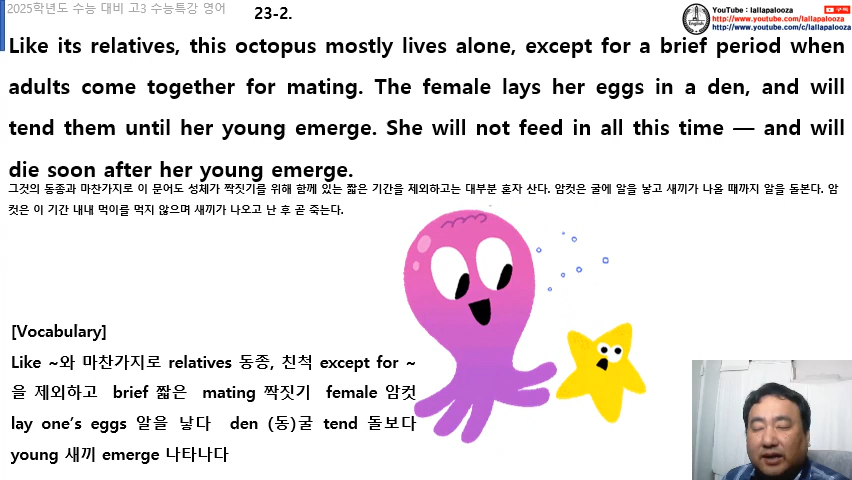 2025학년도 수능 대비 고3 수능특강 영어
23-2.
YouTube : lallapalooza 구독
http://www.youtube.com/lallapalooza
http://www.youtube.com/c/lallapalooza
Like its relatives, this octopus mostly lives alone, except for a brief period when
adults come together for mating. The female lays her eggs in a den, and will
tend them until her young emerge. She will not feed in all this time — and will
die soon after her young emerge.
그것의 동종과 마찬가지로 이 문어도 성체가 짝짓기를 위해 함께 있는 짧은 기간을 제외하고는 대부분 혼자 산다. 암컷은 굴에 알을 낳고 새끼가 나올 때까지 알을 돌본다. 암
컷은 이 기간 내내 먹이를 먹지 않으며 새끼가 나오고 난 후 곧 죽는다.
[Vocabulary]
Like ~와 마찬가지로 relatives 동종, 친척 except for ~
을 제외하고 brief 짧은 mating 짝짓기 female 암컷
lay one's eggs 알을 낳다 den (동)굴 tend 돌보다
young 새끼 emerge 나타나다